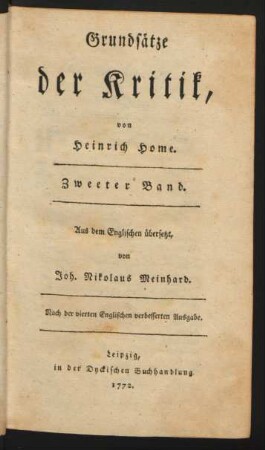 Grundsätze
der Kritik,
von
Heinrich Home.
Zweeter Band.
Aus dem Englischen übersetzt,
von
Joh. Nikolaus Meinhard.
Nach der vierten Englischen verbesserten Ausgabe.
Leipzig,
in der Dyckischen Buchhandlung
1772.